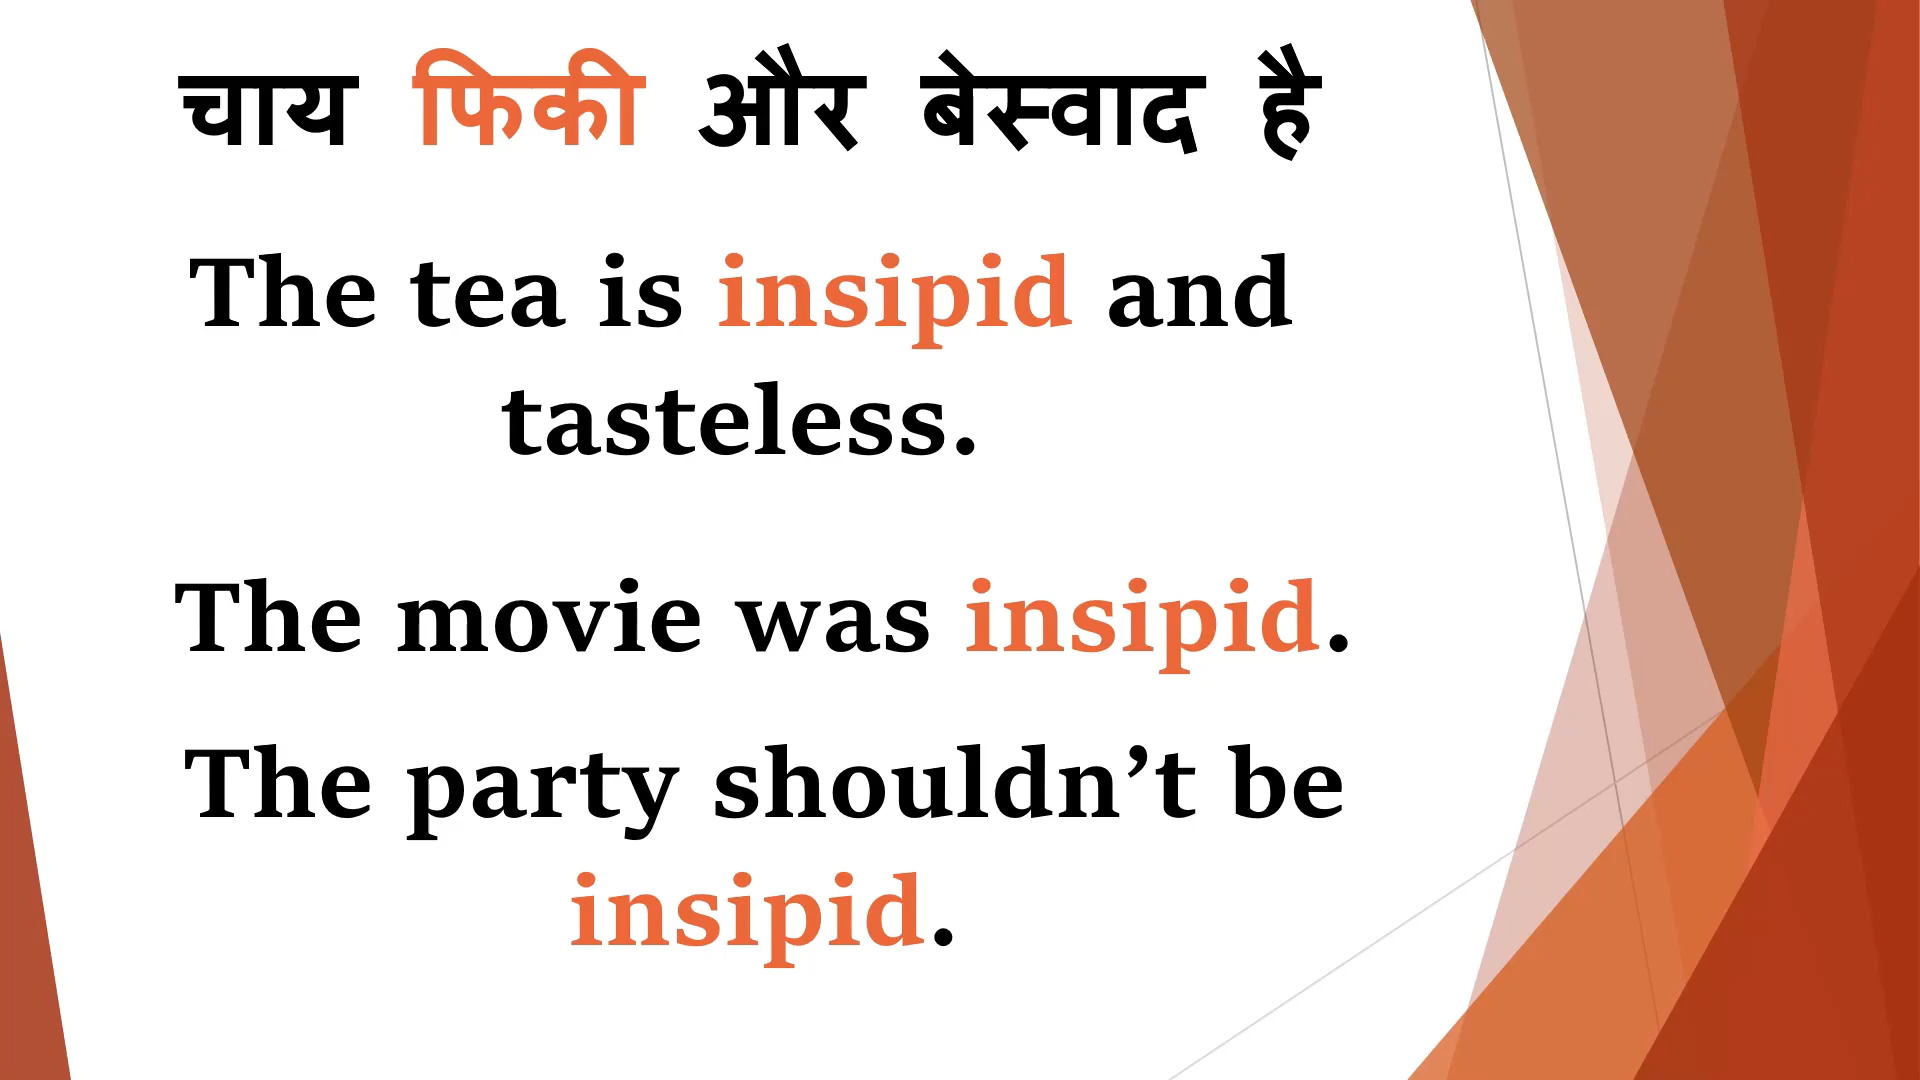 चाय फिकी और बेस्वाद है
The tea is insipid and
tasteless.
The movie was insipid.
The party shouldn’t be
insipid.